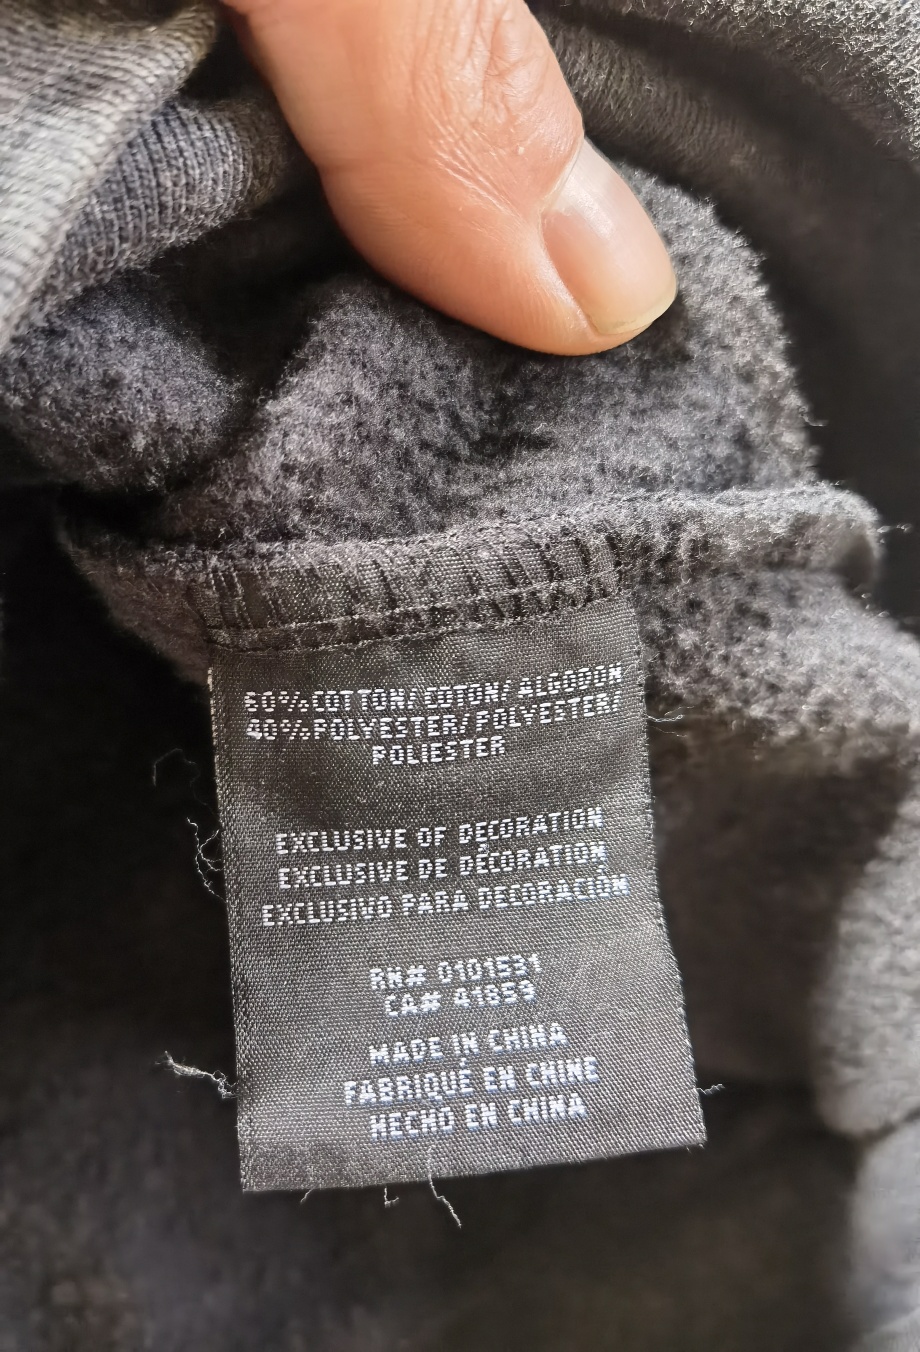 60% COTTON/ COTON/ ALGODON
40% POLYESTER/ POLYESTER/
POLIESTER
EXCLUSIVE OF DECORATION
EXCLUSIVE DE DÉCORATION
EXCLUSIVO PARA DECORACIÓN
RN# 0101531
CA# 41853
MADE IN CHINA
FABRIQUÉ EN CHINE
HECHO EN CHINA